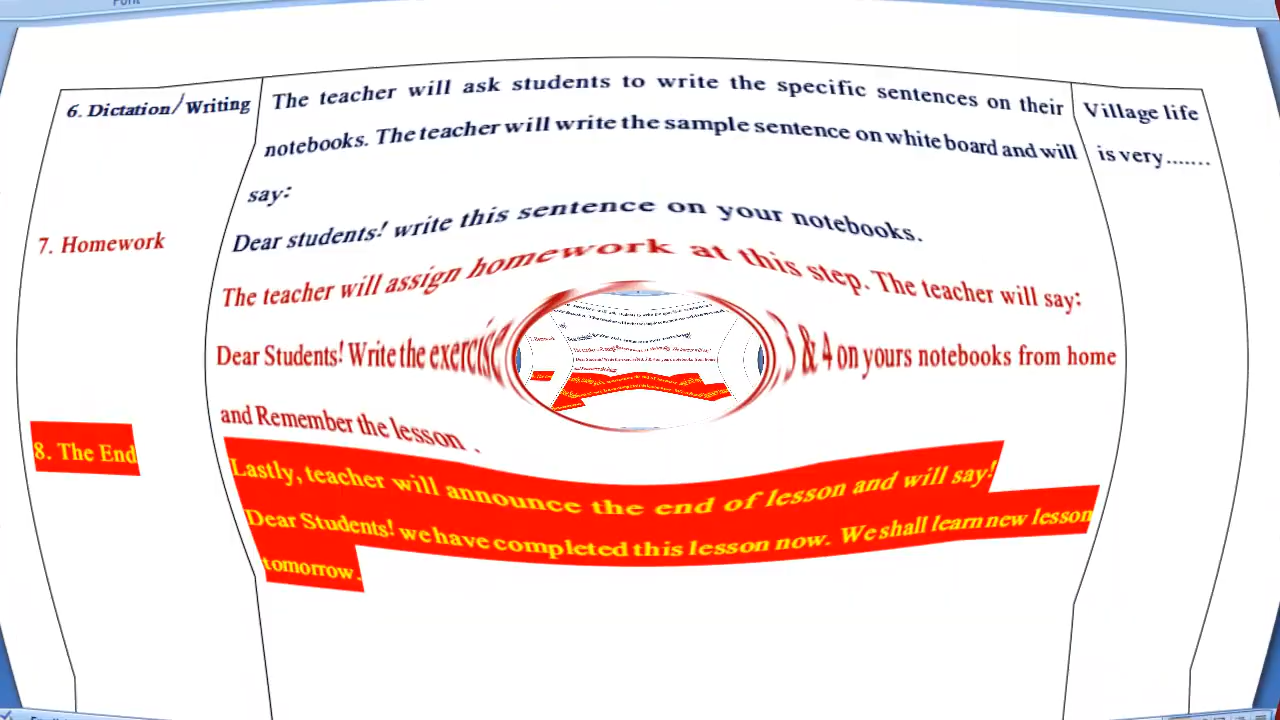 Font
6. Dictation/Writing
The teacher will ask students to write the specific sentences on their
notebooks. The teacher will write the sample sentence on white board and will
say:
Dear students! write this sentence on your notebooks.
Village life
is very.......
7. Homework
The teacher will assign homework at this step. The teacher will say:
Dear Students! Write the exercise , 3 & 4 on yours notebooks from home
and Remember the lesson .
8. The End
Lastly, teacher will announce the end of lesson and will say!
Dear Students! we have completed this lesson now. We shall learn new lesson
tomorrow.